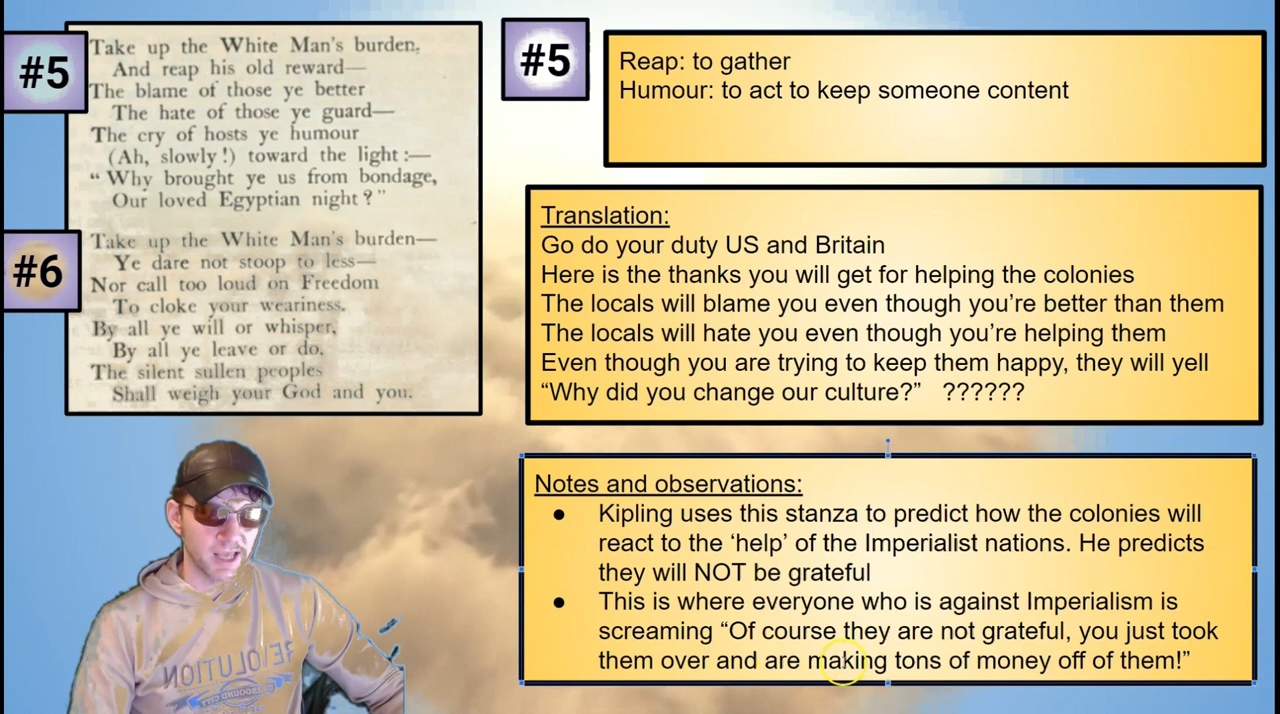 #5
Take up the White Man's burden,
And reap his old reward—
The blame of those ye better
The hate of those ye guard—
The cry of hosts ye humour
(Ah, slowly!) toward the light:—
“Why brought ye us from bondage,
Our loved Egyptian night?”
#6
Take up the White Man's burden—
Ye dare not stoop to less—
Nor call too loud on Freedom
To cloke your weariness.
By all ye will or whisper,
By all ye leave or do,
The silent sullen peoples
Shall weigh your God and you.
#5
Reap: to gather
Humour: to act to keep someone content
Translation:
Go do your duty US and Britain
Here is the thanks you will get for helping the colonies
The locals will blame you even though you're better than them
The locals will hate you even though you're helping them
Even though you are trying to keep them happy, they will yell
“Why did you change our culture?” ??????
Notes and observations:
● Kipling uses this stanza to predict how the colonies will
react to the ‘help’ of the Imperialist nations. He predicts
they will NOT be grateful
● This is where everyone who is against Imperialism is
screaming “Of course they are not grateful, you just took
them over and are making tons of money off of them!”
REVOLUTION